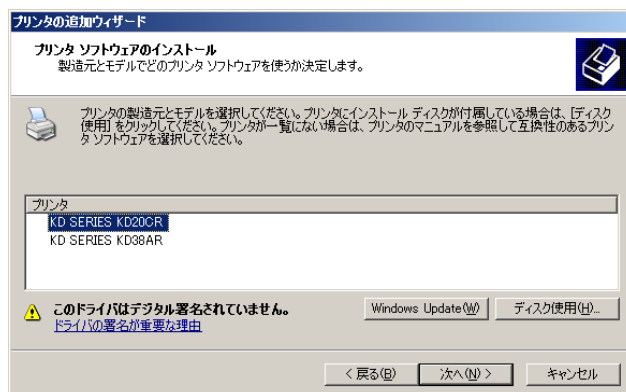 プリンタの追加ウィザード
プリンタ ソフトウェアのインストール
製造元とモデルでどのプリンタ ソフトウェアを使うか決定します。
プリンタの製造元とモデルを選択してください。プリンタにインストール ディスクが付属している場合は、[ディスク
使用] をクリックしてください。プリンタが一覧にない場合は、プリンタのマニュアルを参照して互換性のあるプリン
タ ソフトウェアを選択してください。
プリンタ
KD SERIES KD20CR
KD SERIES KD38AR
このドライバはデジタル署名されていません。
Windows Update(W)
ディスク使用(H)...
ドライバの署名が重要な理由
< 戻る(B)
次へ(N) >
キャンセル